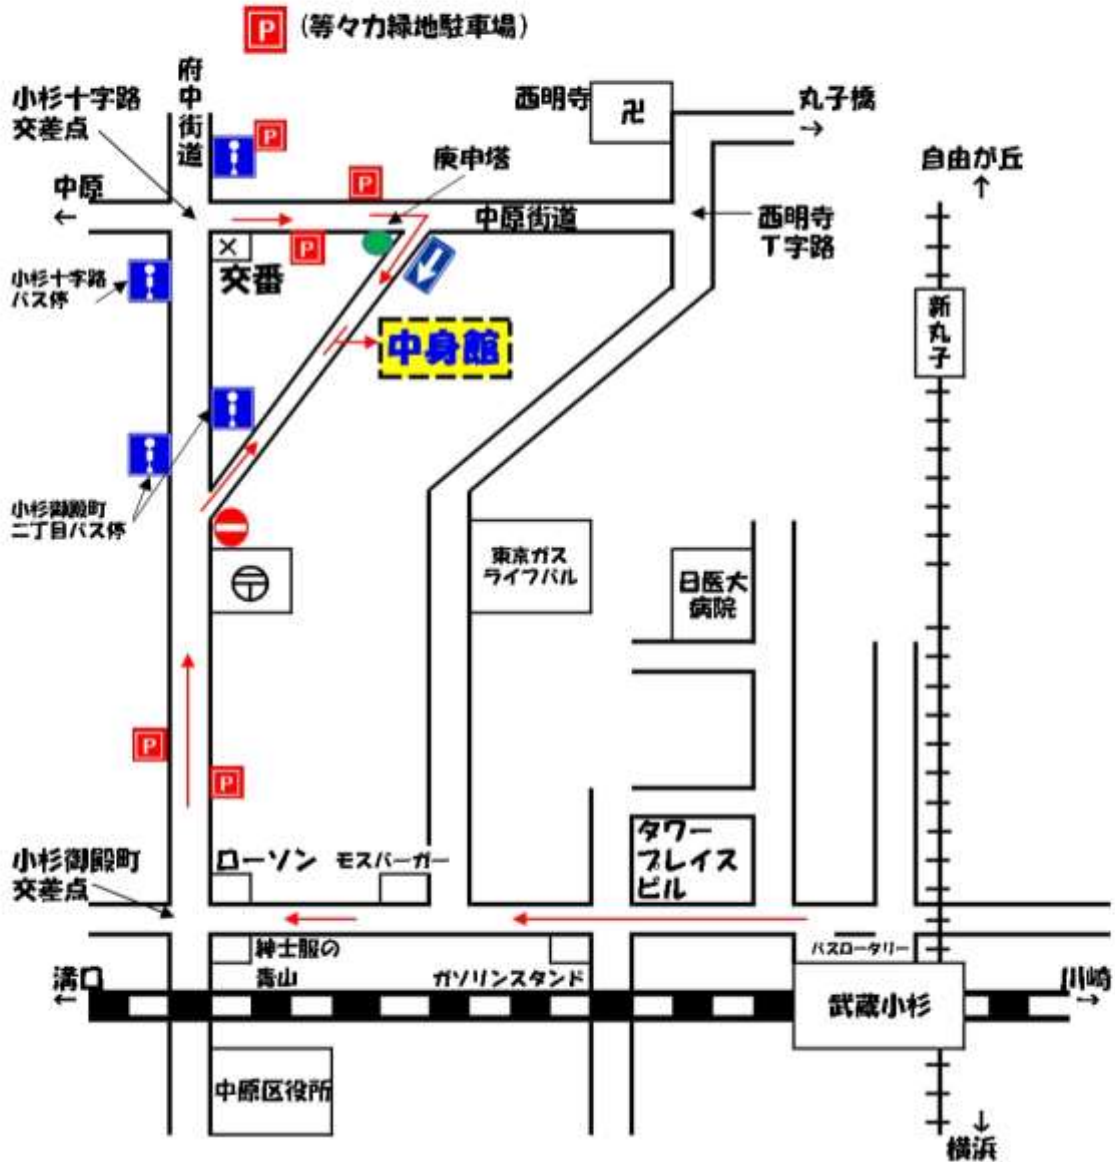 P (等々力緑地駐車場)
府中街道
小杉十字路
交差点
P
西明寺
卍
丸子橋
→
自由が丘
↑
庚申塔
P
中原
←
中原街道
西明寺
T字路
×
P
交番
小杉十字路
バス停
新丸子
中身館
小杉御殿町
二丁目バス停
〒
東京ガス
ライフバル
日医大
病院
P
P
タワー
プレイス
ビル
小杉御殿町
交差点
ローソン
モスバーガー
紳士服の
青山
ガソリンスタンド
バスロータリー
溝口
←
武蔵小杉
川崎
→
中原区役所
↓
横浜